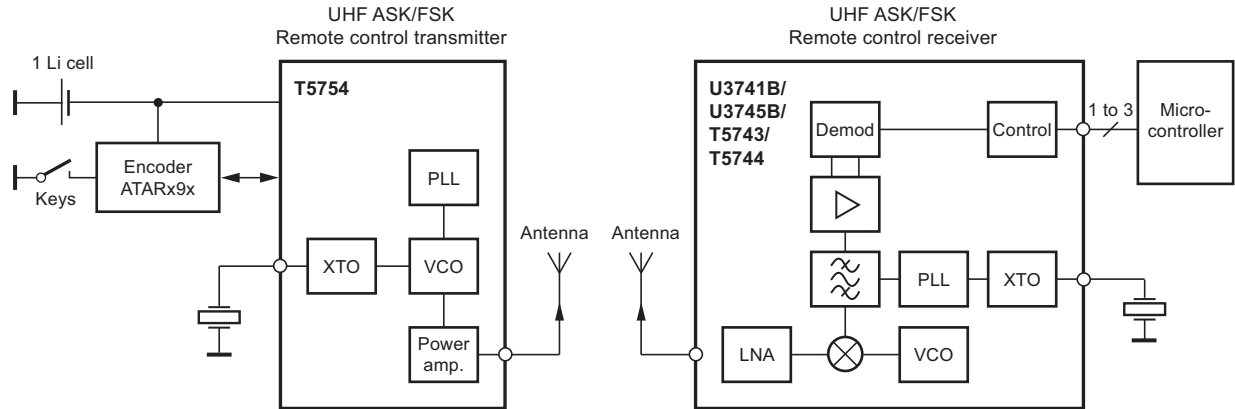 UHF ASK/FSK
Remote control transmitter
UHF ASK/FSK
Remote control receiver
1 Li cell
T5754
Encoder
ATARx9x
Keys
PLL
XTO
VCO
Power
amp.
Antenna
Antenna
U3741B/
U3745B/
T5743/
T5744
Demod
Control
1 to 3
Micro-
controller
PLL
XTO
LNA
VCO